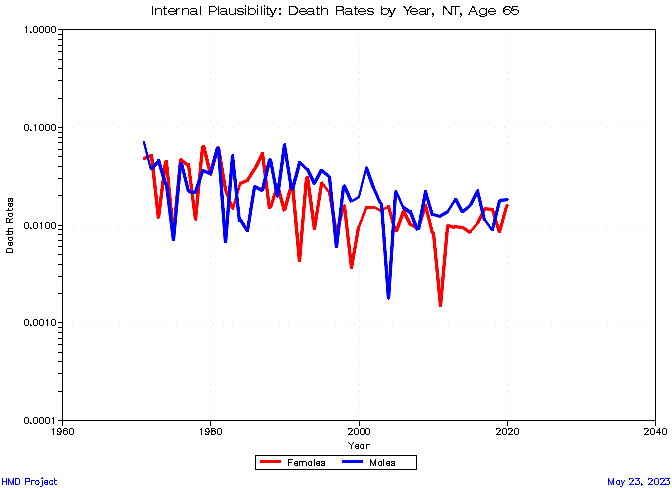 Internal Plausibility: Death Rates by Year, NT, Age 65
1.0000
0.1000
0.0100
0.0010
0.0001
Death Rates
1960
1980
2000
2020
2040
Year
Females
Males
HMD Project
May 23, 2023